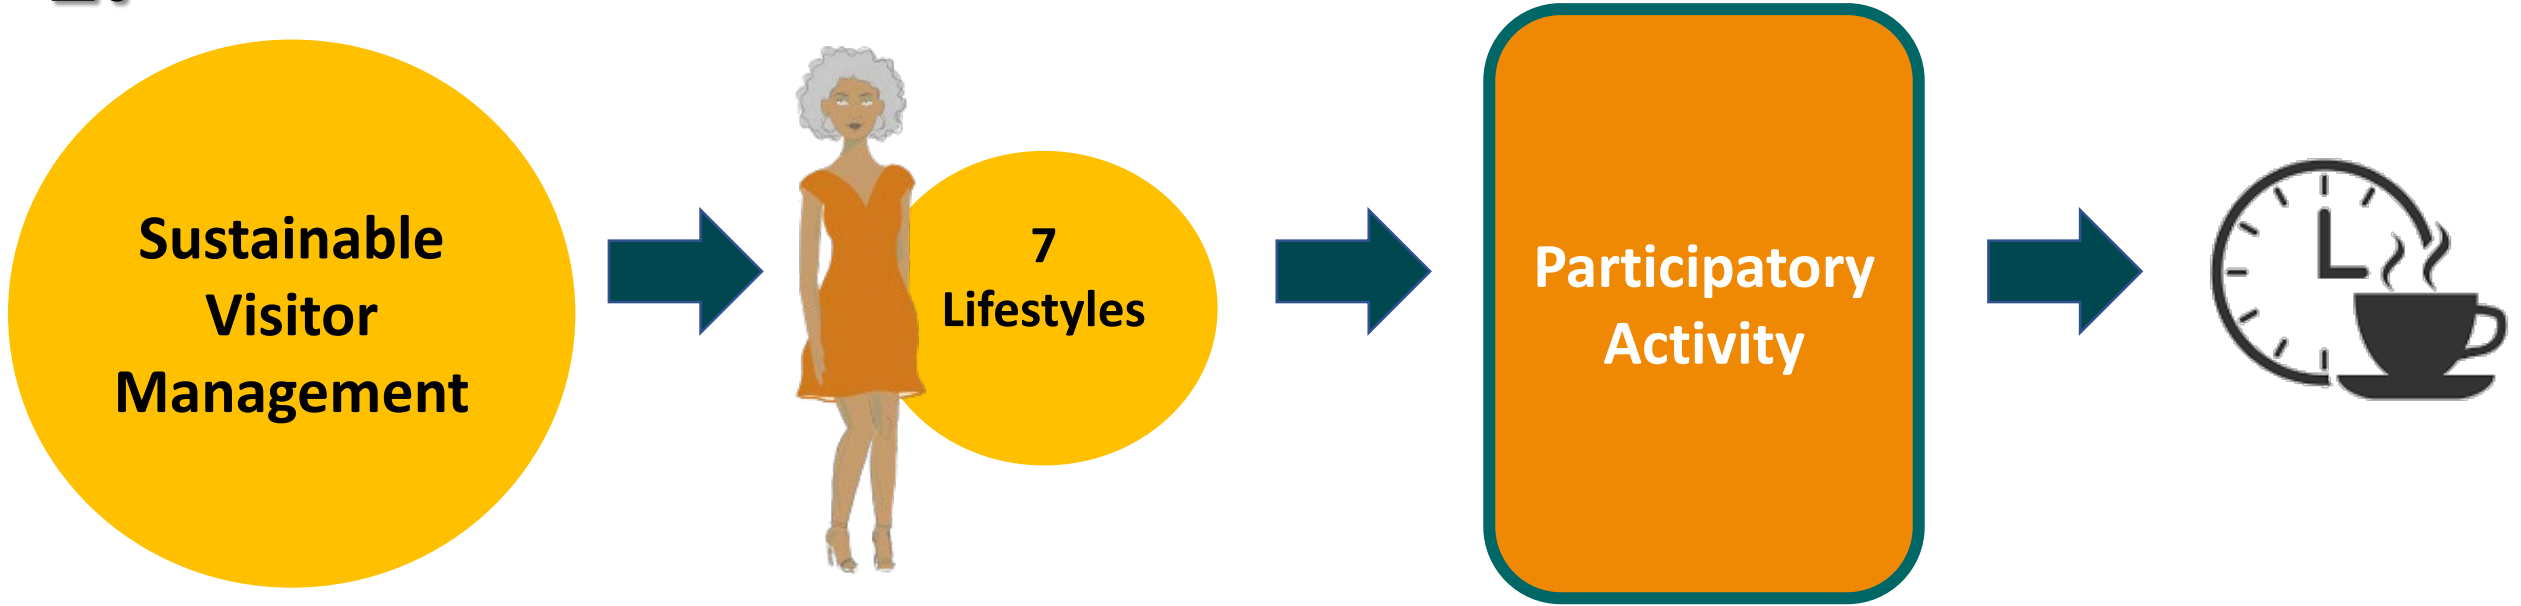 Sustainable
Visitor
Management
7
Lifestyles
Participatory
Activity